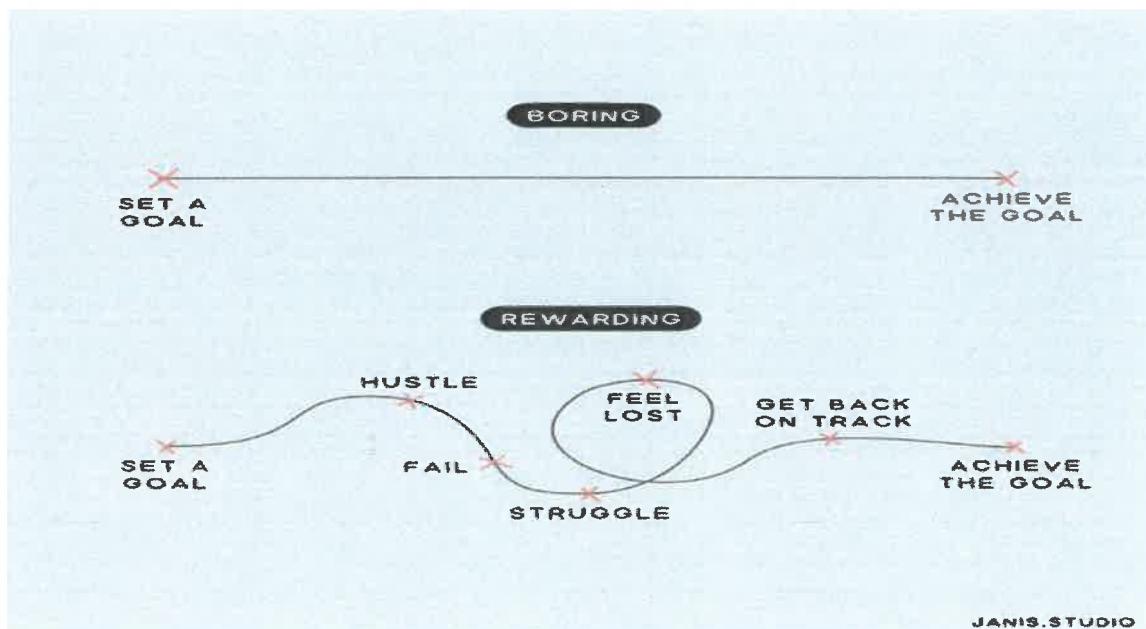 BORING
SET A
GOAL
ACHIEVE
THE GOAL
REWARDING
HUSTLE
FEEL
LOST
GET BACK
ON TRACK
SET A
GOAL
FAIL
ACHIEVE
THE GOAL
STRUGGLE
JANIS.STUDIO